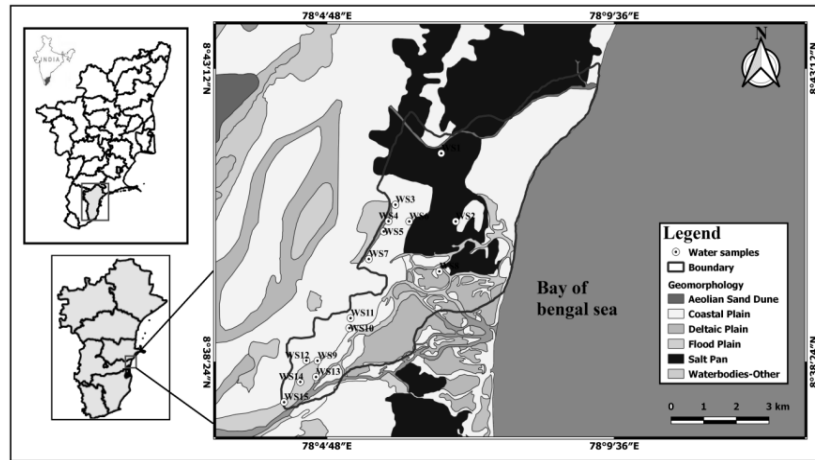 78°4'48"E
78°9'36"E
8°43'12"N
8°43'12"N
N
INDIA
WS3
WS4
WS2
WS5
WS7
WS11
WS10
WS12
WS9
WS14
WS13
WS15
Bay of
bengal sea
Legend
Water samples
Boundary
Geomorphology
Aeolian Sand Dune
Coastal Plain
Deltaic Plain
Flood Plain
Salt Pan
Waterbodies-Other
0 1 2 3 km
8°38'24"N
8°38'24"N
78°4'48"E
78°9'36"E